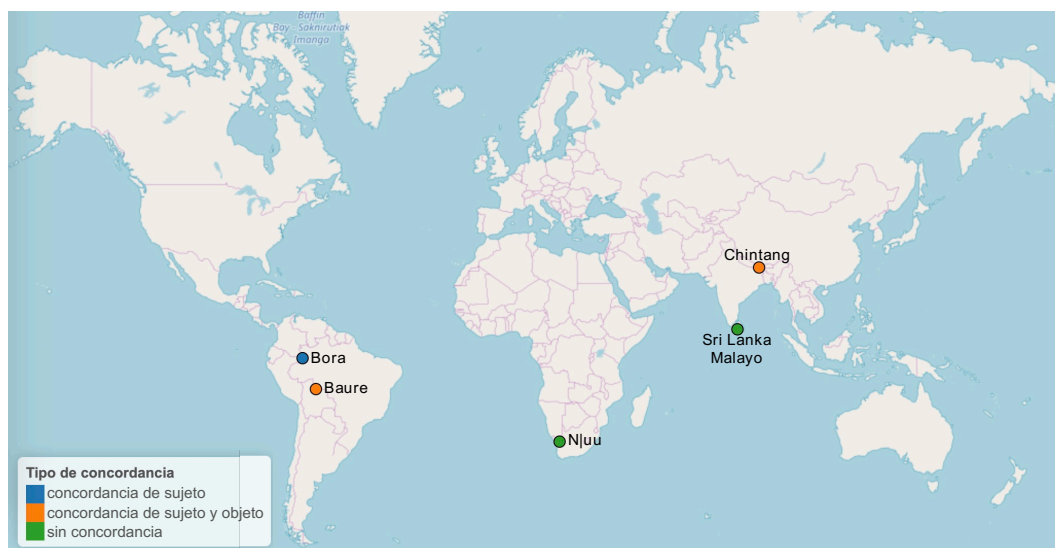 Baffin
Bay - Saknirutiak
Imanga
Chintang
Sri Lanka
Malayo
Bora
Baure
N|uu
Tipo de concordancia
concordancia de sujeto
concordancia de sujeto y objeto
sin concordancia